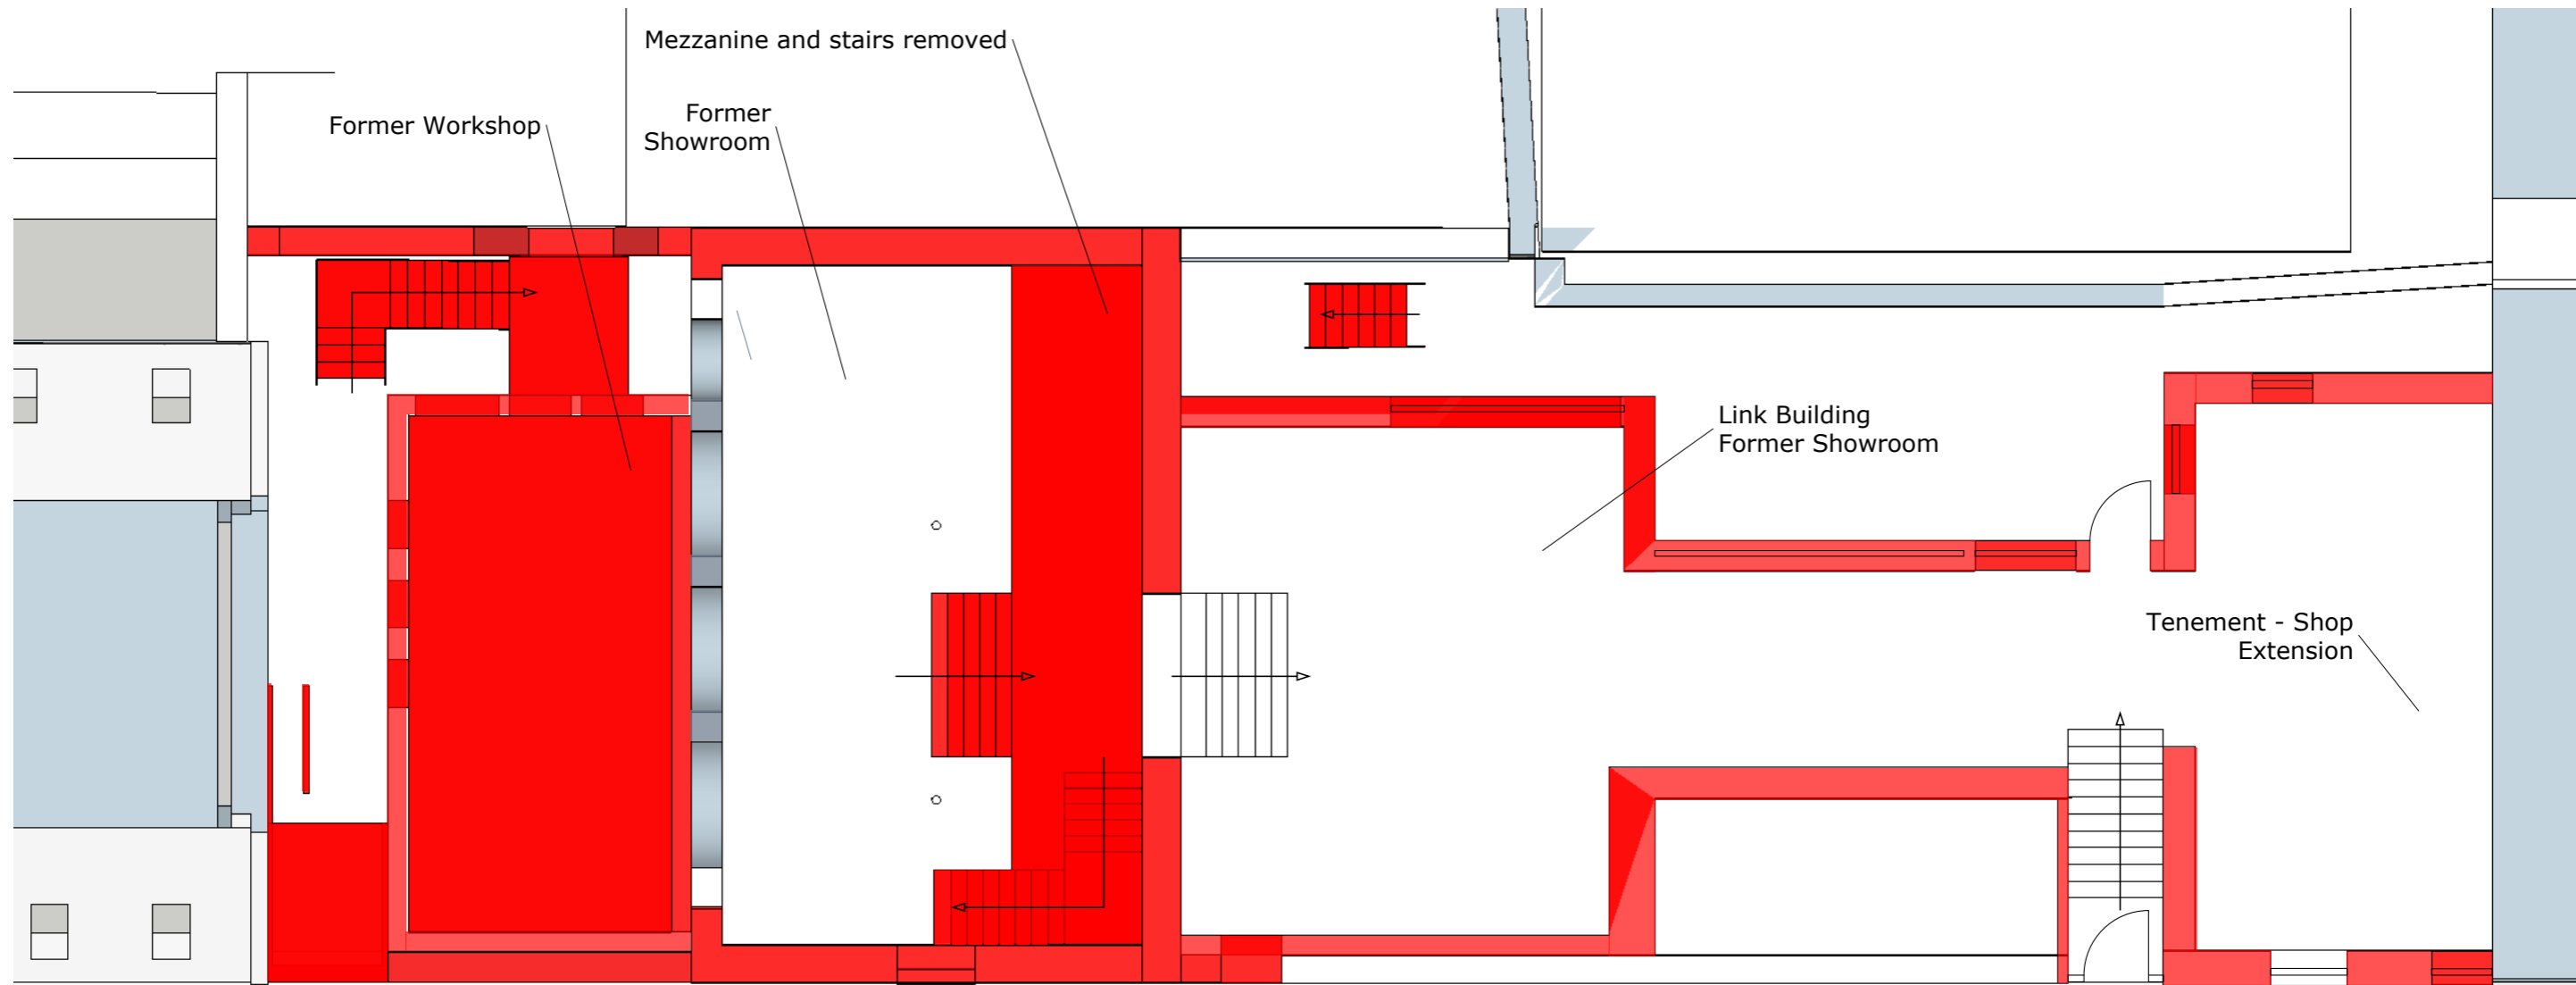 Mezzanine and stairs removed
Former
Showroom
Former Workshop
Link Building
Former Showroom
Tenement - Shop
Extension